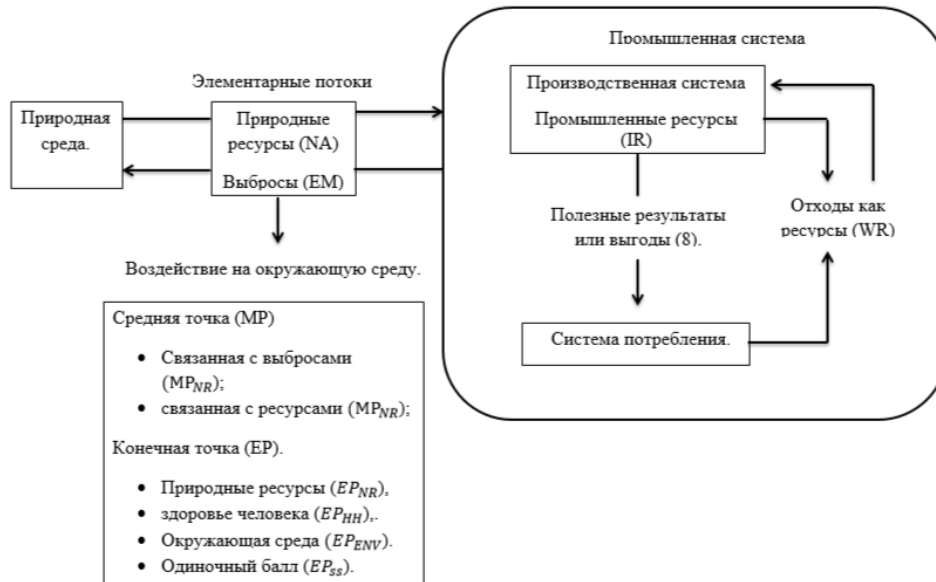 Промышленная система
Элементарные потоки
Природная
среда.
Природные
ресурсы (NA)
Выбросы (EM)
Производственная система
Промышленные ресурсы
(IR)
Полезные результаты
или выгоды (8).
Отходы как
ресурсы (WR)
Система потребления.
Воздействие на окружающую среду.
Средняя точка (MP)
• Связанная с выбросами
(MP_NR);
• связанная с ресурсами (MP_NR);
Конечная точка (EP).
• Природные ресурсы (EP_NR),
• здоровье человека (EP_HH),.
• Окружающая среда (EP_ENV).
• Одиночный балл (EP_ss).